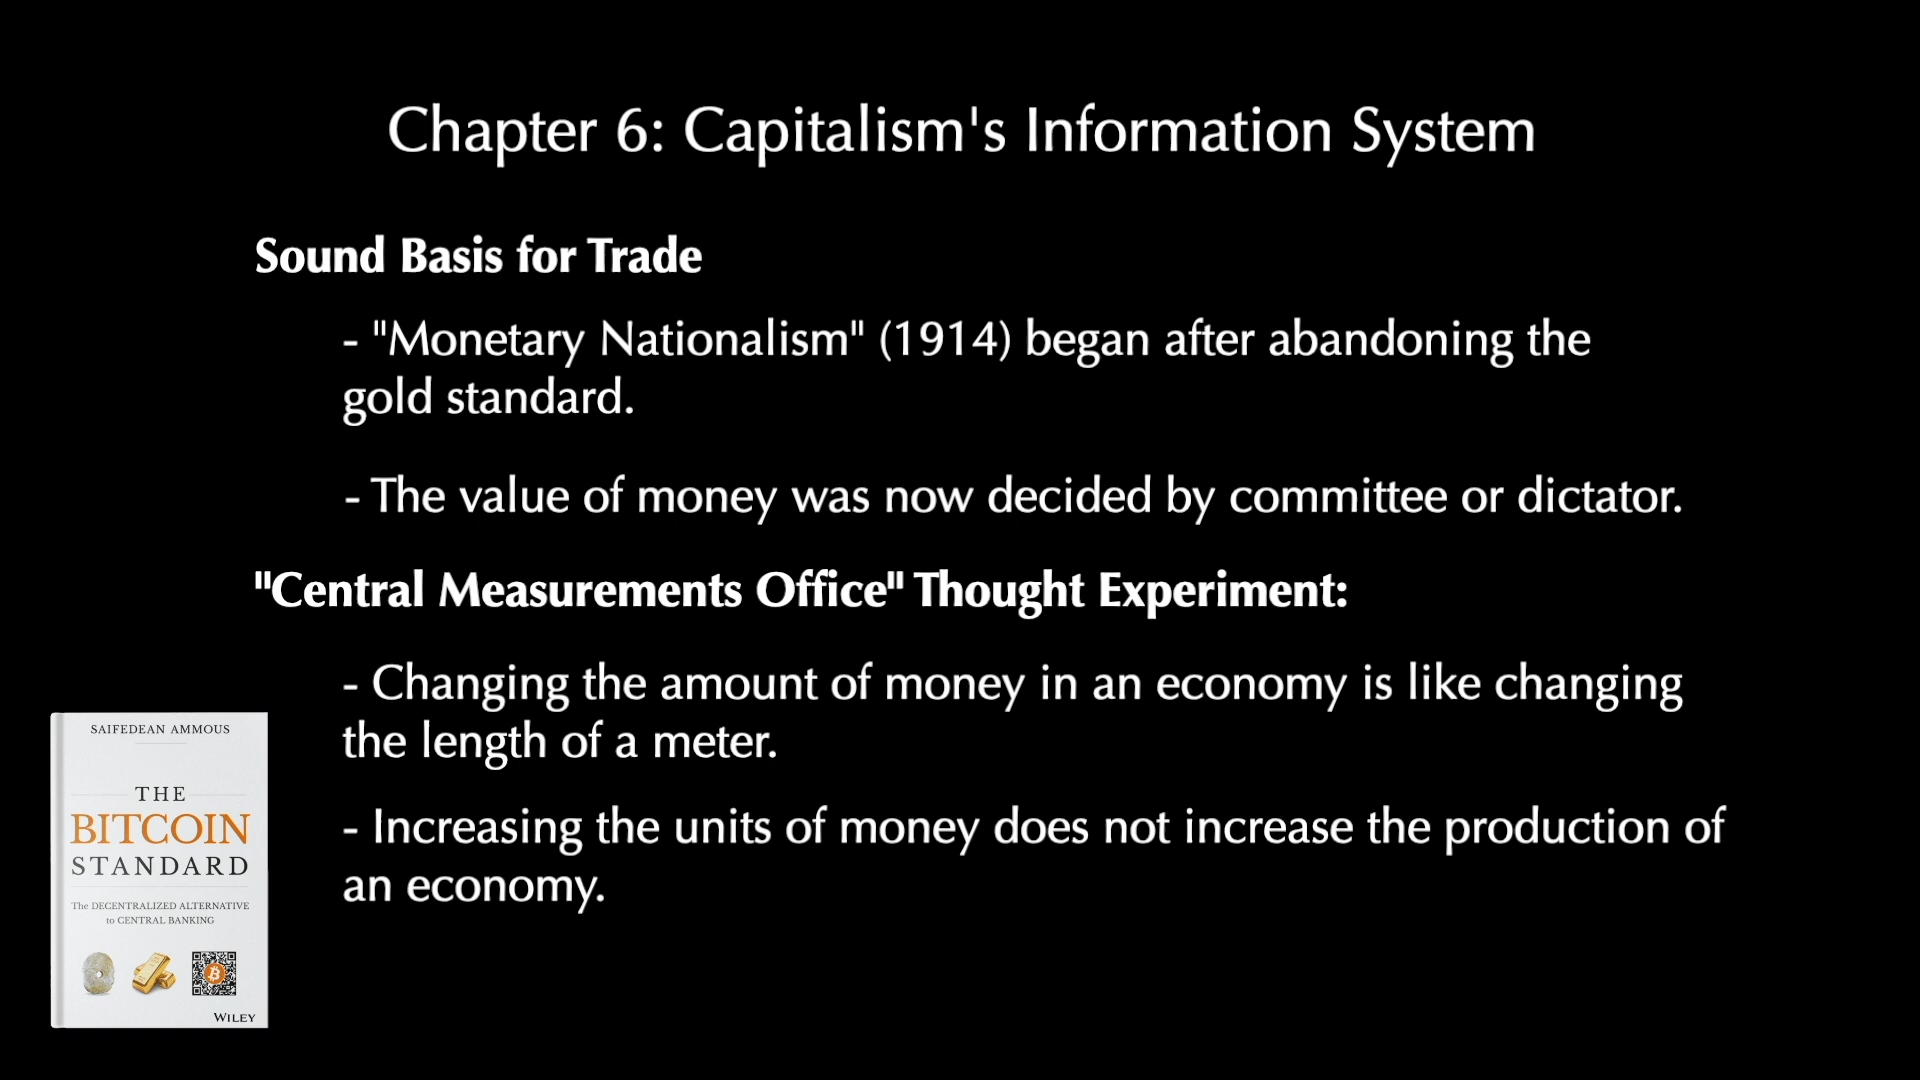 Chapter 6: Capitalism's Information System
Sound Basis for Trade
- "Monetary Nationalism" (1914) began after abandoning the
gold standard.
- The value of money was now decided by committee or dictator.
"Central Measurements Office" Thought Experiment:
- Changing the amount of money in an economy is like changing
the length of a meter.
- Increasing the units of money does not increase the production of
an economy.
SAIFEDEAN AMMOUS
THE
BITCOIN
STANDARD
The DECENTRALIZED ALTERNATIVE
to CENTRAL BANKING
WILEY